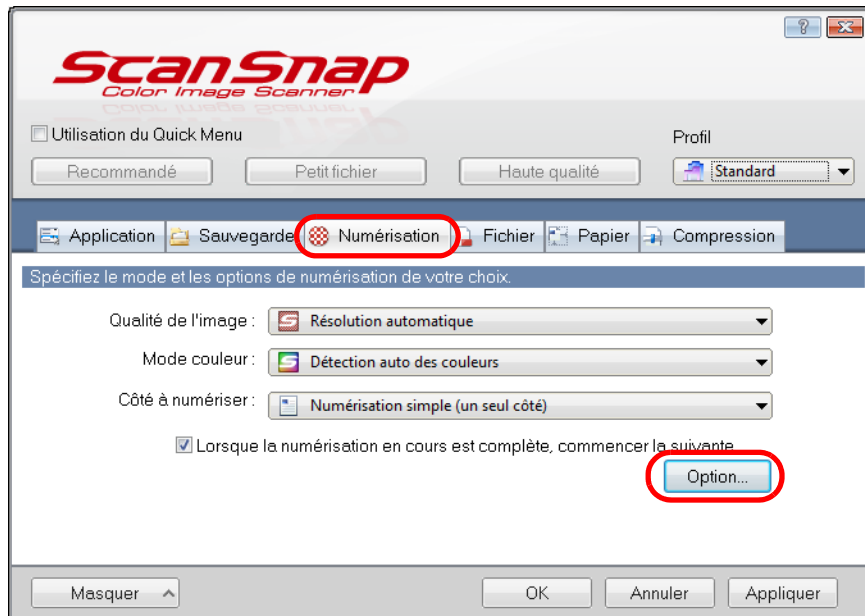 ScanSnap
Color Image Scanner
Utilisation du Quick Menu
Profil
Recommandé
Petit fichier
Haute qualité
Standard
Application
Sauvegarde
Numérisation
Fichier
Papier
Compression
Spécifiez le mode et les options de numérisation de votre choix.
Qualité de l'image :
Résolution automatique
Mode couleur :
Détection auto des couleurs
Côté à numériser :
Numérisation simple (un seul côté)
Lorsque la numérisation en cours est complète, commencer la suivante
Option...
Masquer
OK
Annuler
Appliquer